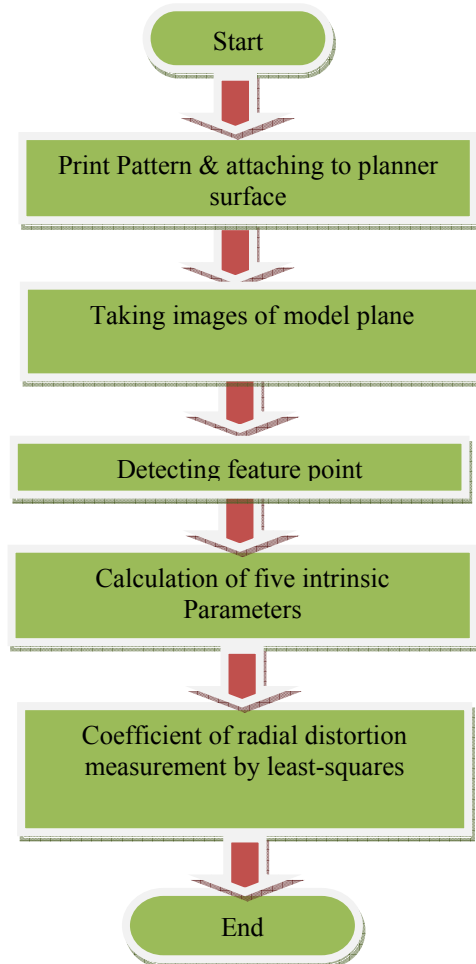 Start
Print Pattern & attaching to planner
surface
Taking images of model plane
Detecting feature point
Calculation of five intrinsic
Parameters
Coefficient of radial distortion
measurement by least-squares
End